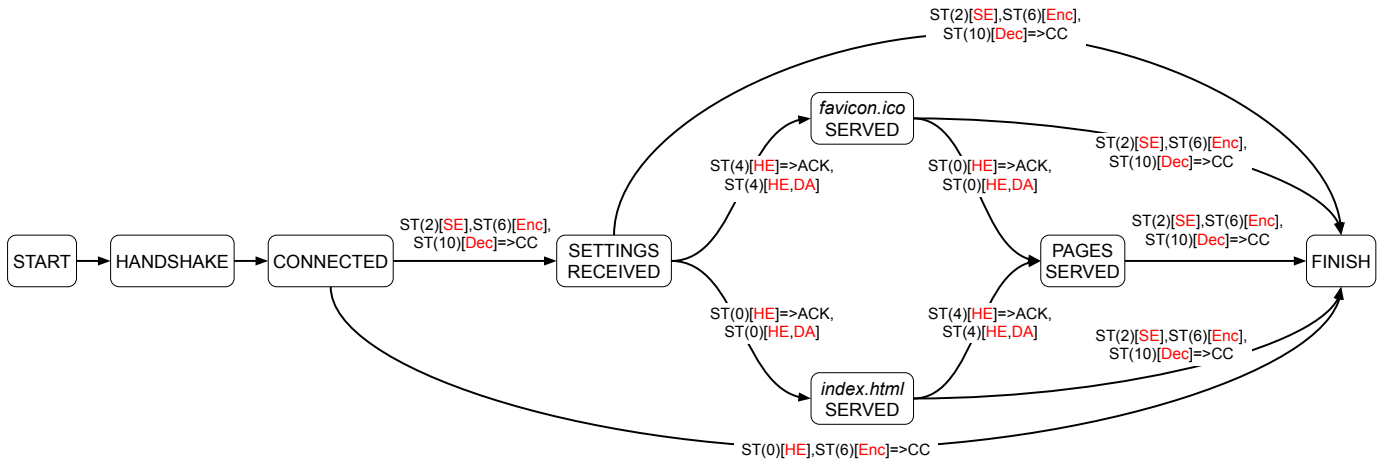 ST(2)[SE],ST(6)[Enc],
ST(10)[Dec]=>CC
favicon.ico
SERVED
ST(2)[SE],ST(6)[Enc],
ST(10)[Dec]=>CC
ST(4)[HE]=>ACK,
ST(4)[HE,DA]
ST(0)[HE]=>ACK,
ST(0)[HE,DA]
START
HANDSHAKE
CONNECTED
ST(2)[SE],ST(6)[Enc],
ST(10)[Dec]=>CC
SETTINGS
RECEIVED
PAGES
SERVED
ST(2)[SE],ST(6)[Enc],
ST(10)[Dec]=>CC
FINISH
ST(0)[HE]=>ACK,
ST(0)[HE,DA]
ST(4)[HE]=>ACK,
ST(4)[HE,DA]
ST(2)[SE],ST(6)[Enc],
ST(10)[Dec]=>CC
index.html
SERVED
ST(0)[HE],ST(6)[Enc]=>CC